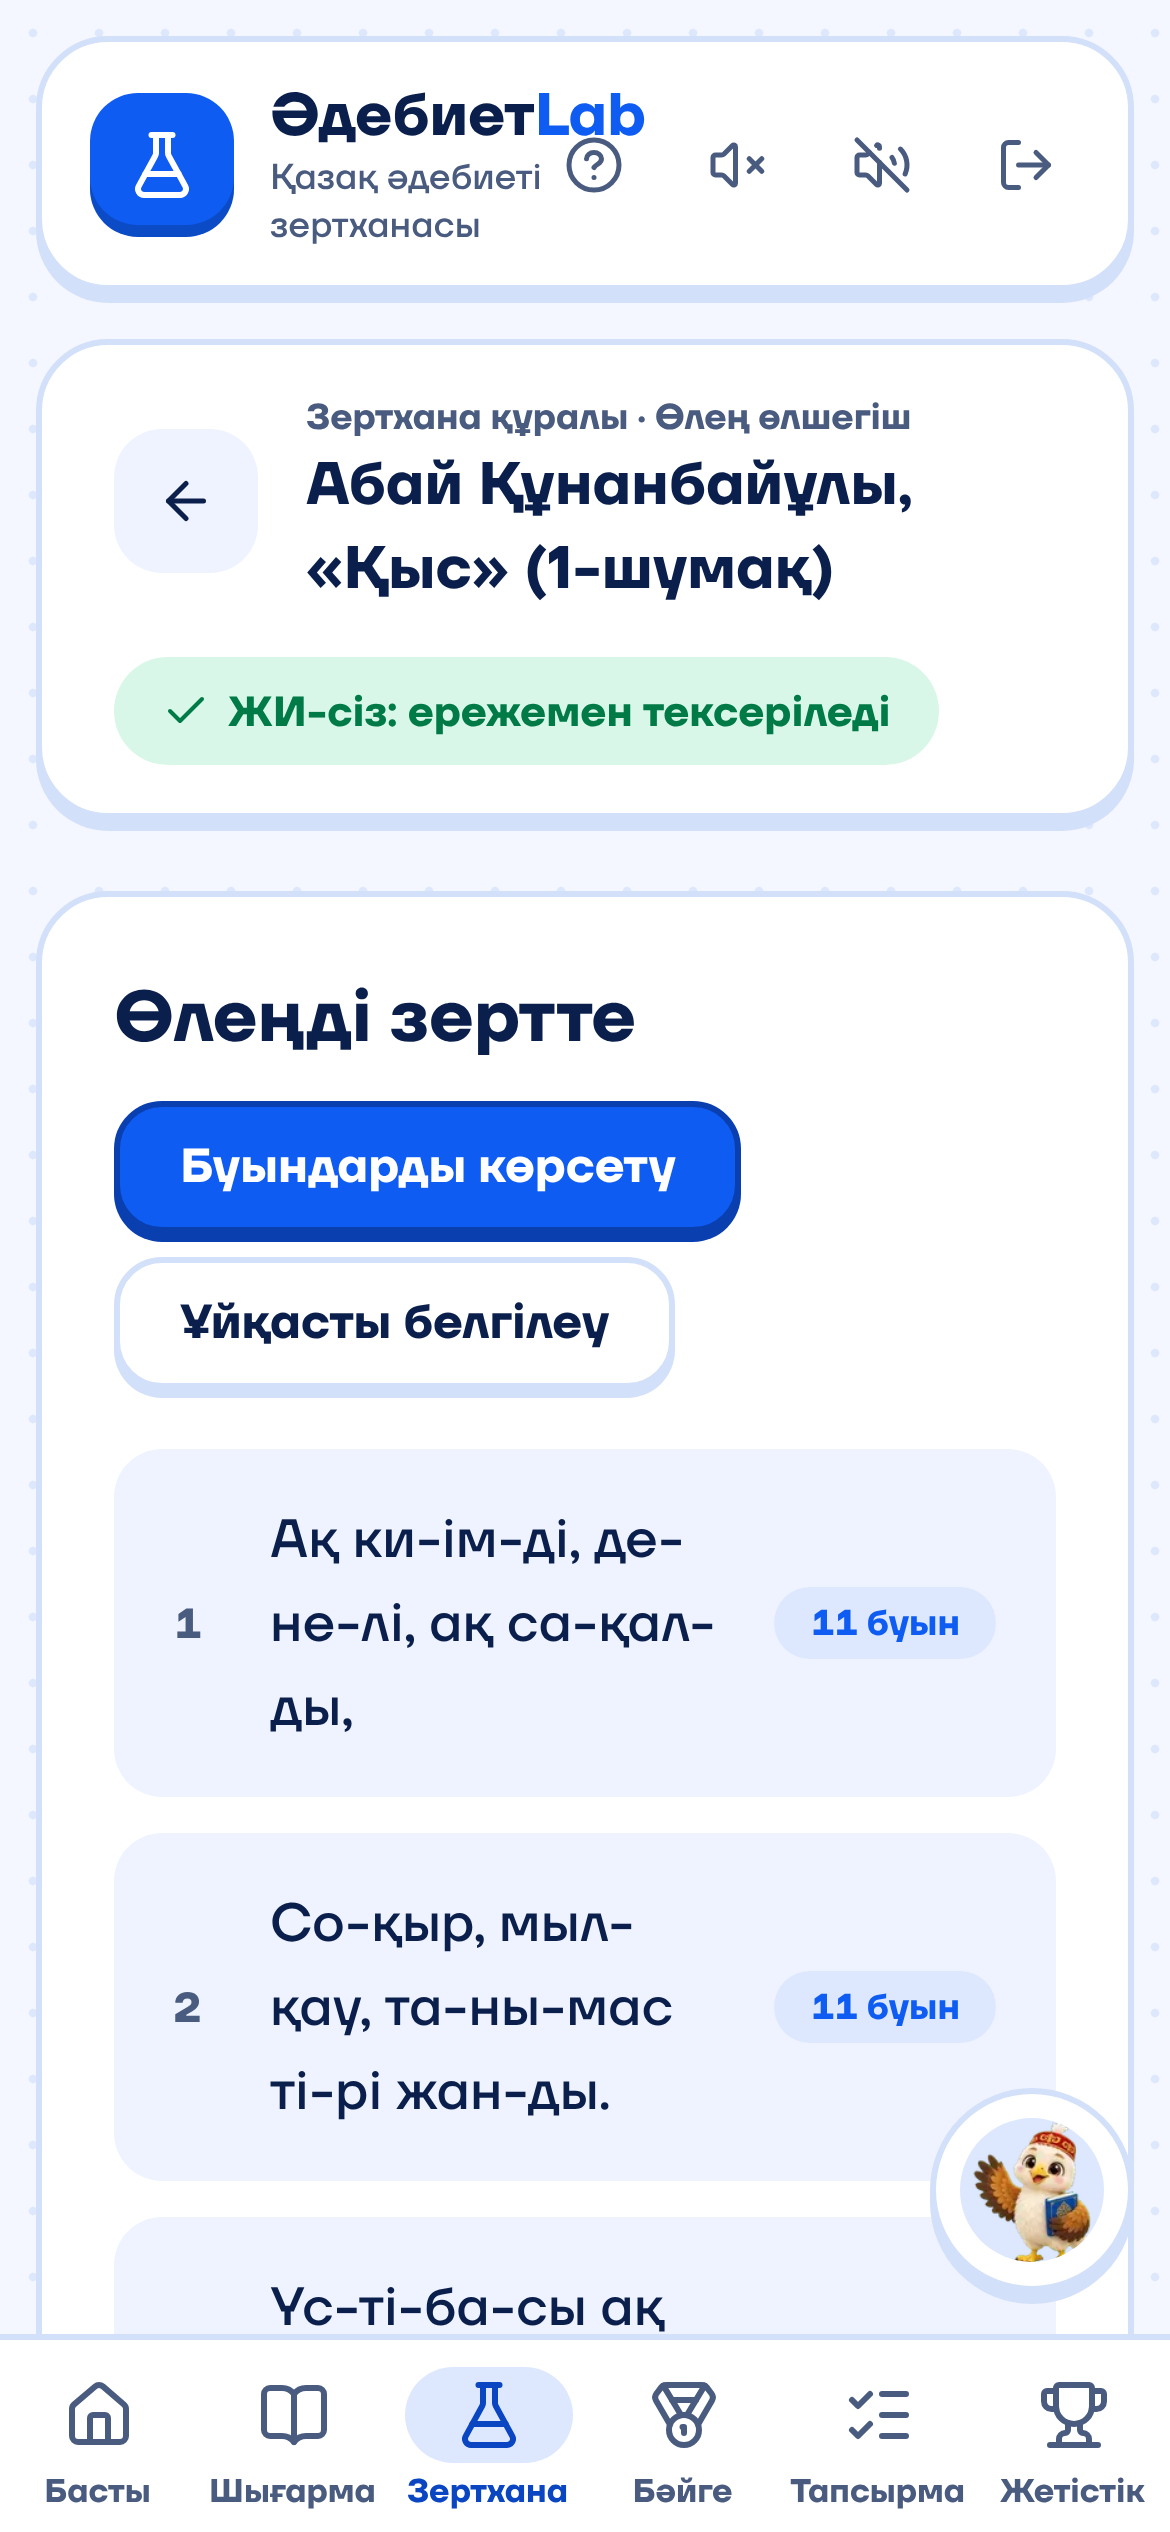 ӘдебиетLab
Қазақ әдебиеті
зертханасы
Зертхана құралы · Өлең өлшегіш
Абай Құнанбайұлы,
«Қыс» (1-шумақ)
ЖИ-сіз: ережемен тексеріледі
Өлеңді зертте
Буындарды көрсету
Ұйқасты белгілеу
1
Ақ ки-ім-ді, де-
не-лі, ақ са-қал-
ды,
11 буын
2
Со-қыр, мыл-
қау, та-ны-мас
ті-рі жан-ды.
11 буын
Үс-ті-ба-сы ақ
Басты
Шығарма
Зертхана
Бәйге
Тапсырма
Жетістік